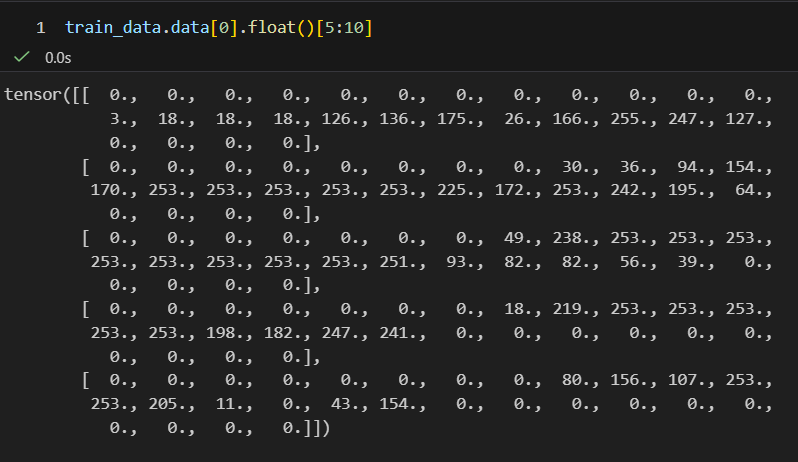 1 train_data.data[0].float()[5:10]
✓ 0.0s
tensor([[  0.,   0.,   0.,   0.,   0.,   0.,   0.,   0.,   0.,   0.,   0.,   0.,
           3.,  18.,  18.,  18., 126., 136., 175.,  26., 166., 255., 247., 127.,
           0.,   0.,   0.,   0.],
        [  0.,   0.,   0.,   0.,   0.,   0.,   0.,   0.,  30.,  36.,  94., 154.,
         170., 253., 253., 253., 253., 253., 225., 172., 253., 242., 195.,  64.,
           0.,   0.,   0.,   0.],
        [  0.,   0.,   0.,   0.,   0.,   0.,   0.,  49., 238., 253., 253., 253.,
         253., 253., 253., 253., 253., 251.,  93.,  82.,  82.,  56.,  39.,   0.,
           0.,   0.,   0.,   0.],
        [  0.,   0.,   0.,   0.,   0.,   0.,   0.,  18., 219., 253., 253., 253.,
         253., 253., 198., 182., 247., 241.,   0.,   0.,   0.,   0.,   0.,   0.,
           0.,   0.,   0.,   0.],
        [  0.,   0.,   0.,   0.,   0.,   0.,   0.,   0.,  80., 156., 107., 253.,
         253., 205.,  11.,   0.,  43., 154.,   0.,   0.,   0.,   0.,   0.,   0.,
           0.,   0.,   0.,   0.]])